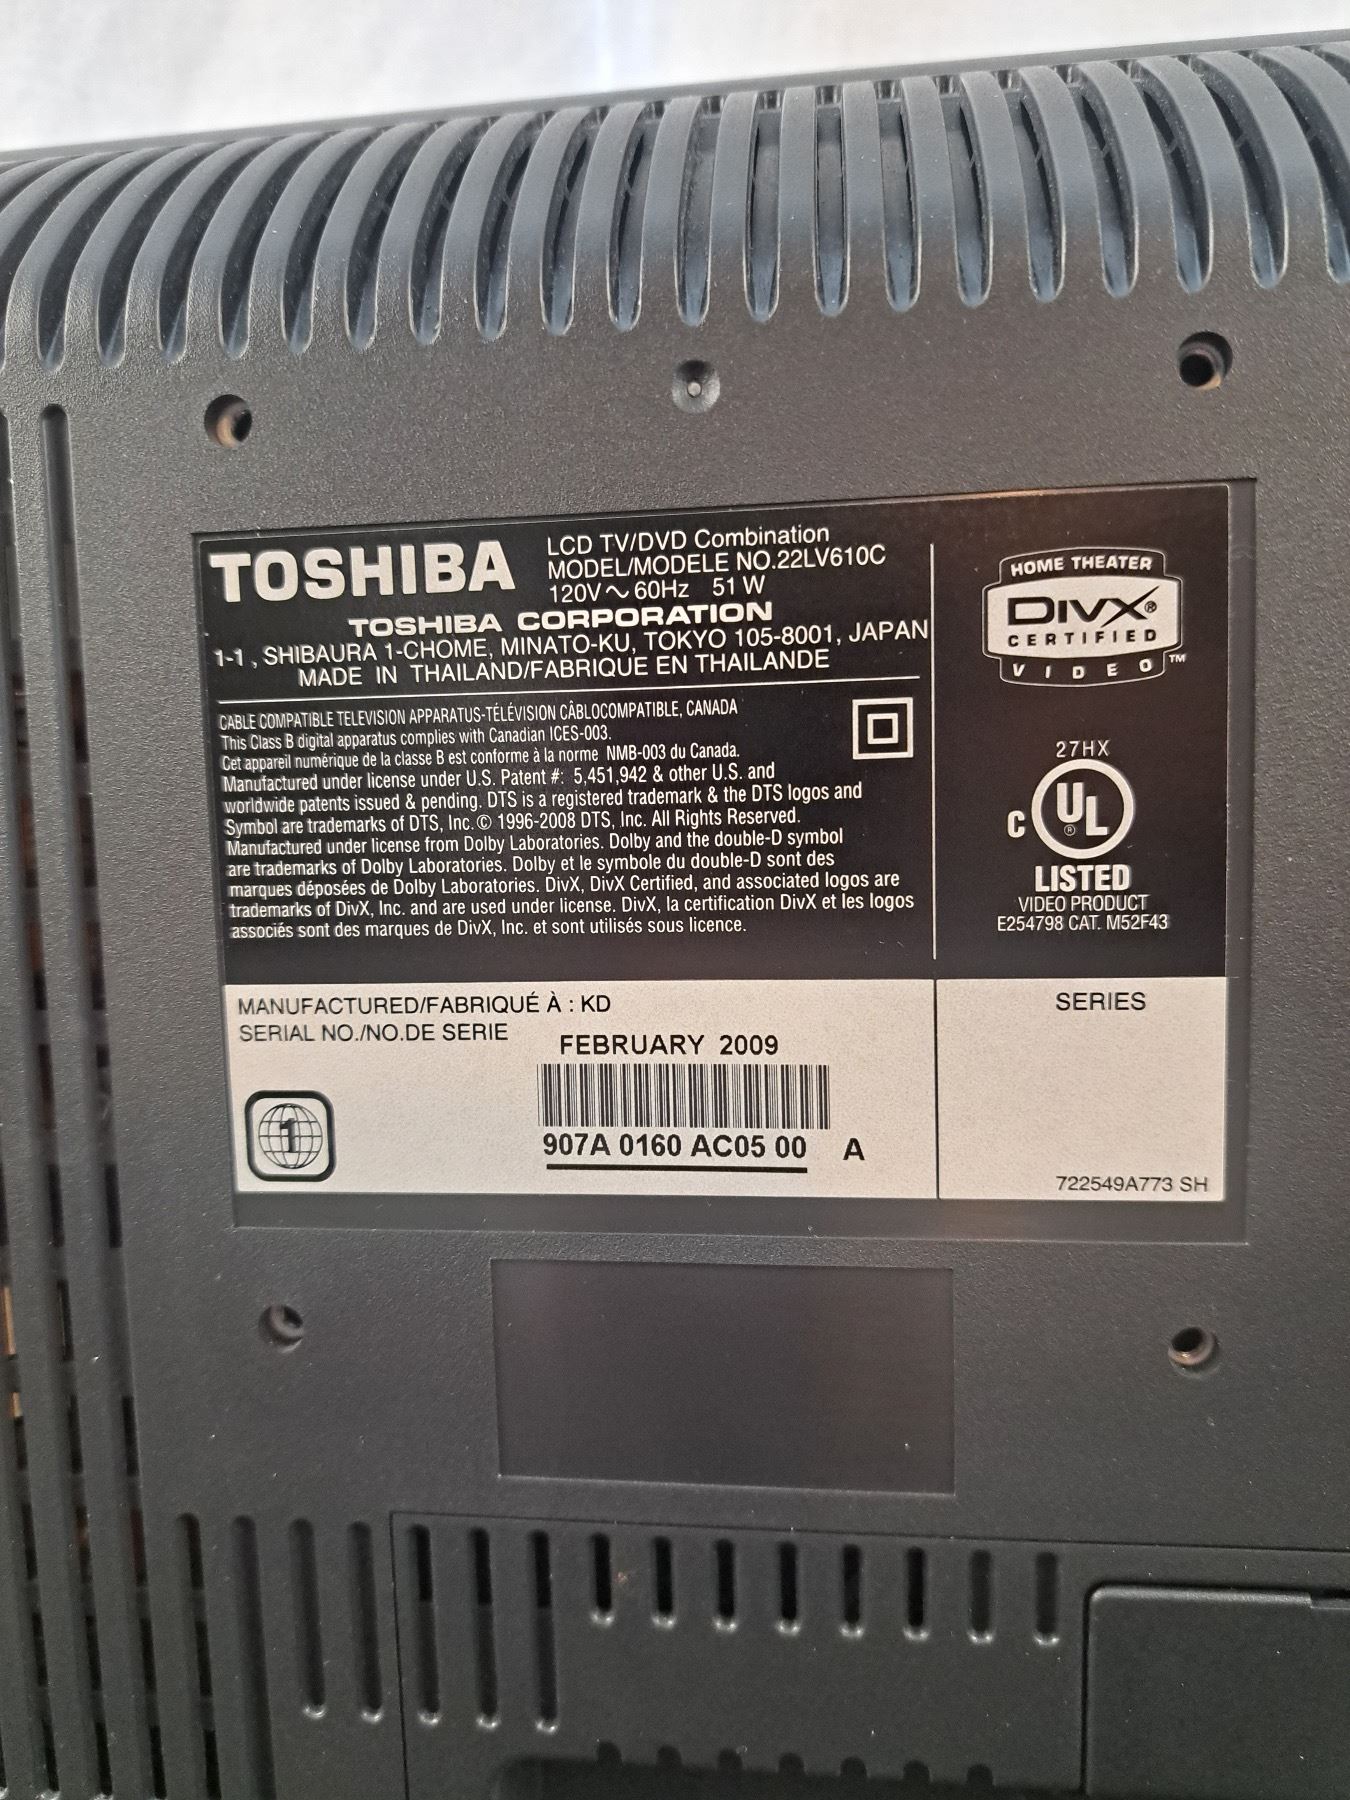 TOSHIBA
LCD TV/DVD Combination
MODEL/MODELE NO.22LV610C
120V～60Hz 51 W
TOSHIBA CORPORATION
1-1 , SHIBAURA 1-CHOME, MINATO-KU, TOKYO 105-8001, JAPAN
MADE IN THAILAND/FABRIQUE EN THAILANDE
CABLE COMPATIBLE TELEVISION APPARATUS-TÉLÉVISION CÂBLOCOMPATIBLE, CANADA
This Class B digital apparatus complies with Canadian ICES-003.
Cet appareil numérique de la classe B est conforme à la norme NMB-003 du Canada.
Manufactured under license under U.S. Patent #: 5,451,942 & other U.S. and
worldwide patents issued & pending. DTS is a registered trademark & the DTS logos and
Symbol are trademarks of DTS, Inc. © 1996-2008 DTS, Inc. All Rights Reserved.
Manufactured under license from Dolby Laboratories. Dolby and the double-D symbol
are trademarks of Dolby Laboratories. Dolby et le symbole du double-D sont des
marques déposées de Dolby Laboratories. DivX, DivX Certified, and associated logos are
trademarks of DivX, Inc. and are used under license. DivX, la certification DivX et les logos
associés sont des marques de DivX, Inc. et sont utilisés sous licence.
HOME THEATER
DIVX®
CERTIFIED
VIDEO™
27HX
C UL ®
LISTED
VIDEO PRODUCT
E254798 CAT. M52F43
MANUFACTURED/FABRIQUÉ À : KD
SERIAL NO./NO.DE SERIE
FEBRUARY 2009
907A 0160 AC05 00 A
1
SERIES
722549A773 SH